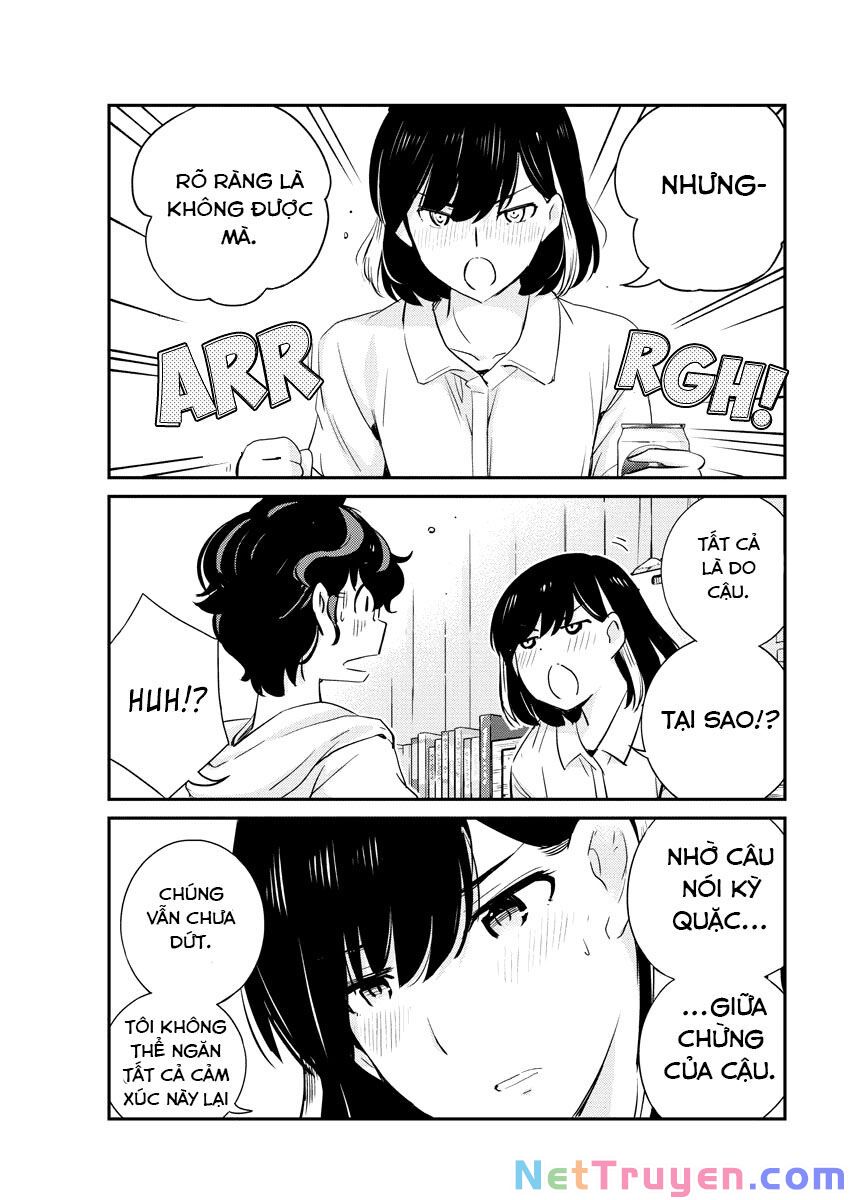 NHƯNG-
RÕ RÀNG LÀ
KHÔNG ĐƯỢC
MÀ.
ARR
RGH!
TẤT CẢ
LÀ DO
CẬU.
TẠI SAO!?
HUH!?
NHỜ CÂU
NÓI KỲ
QUẶC...
...GIỮA
CHỪNG
CỦA CẬU.
CHÚNG
VẪN CHƯA
DỨT.
TÔI KHÔNG
THỂ NGĂN
TẤT CẢ CẢM
XÚC NÀY LẠI
NetTruyen.com